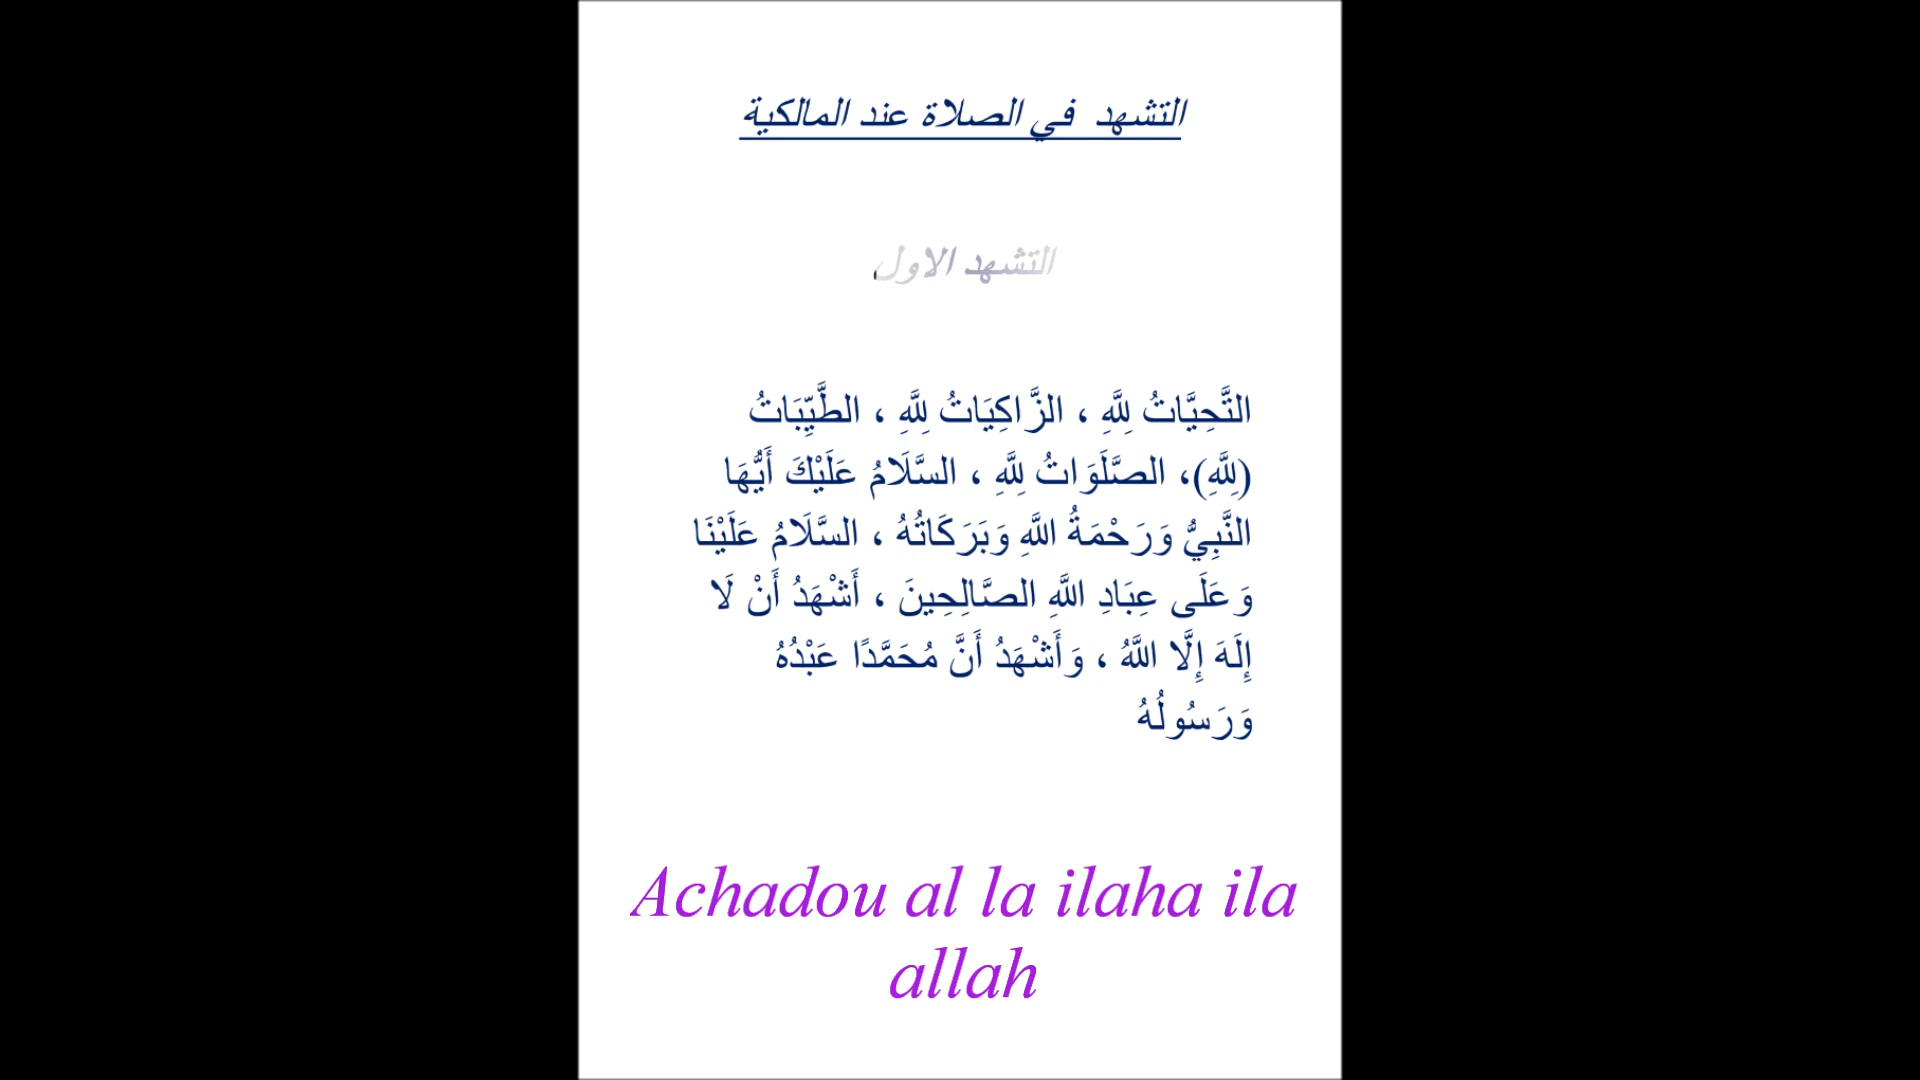 التشهد في الصلاة عند المالكية
التشهد الاول
التَّحِيَّاتُ لِلَّهِ ، الزَّاكِيَاتُ لِلَّهِ ، الطَّيِّبَاتُ
(لِلَّهِ)، الصَّلَوَاتُ لِلَّهِ ، السَّلَامُ عَلَيْكَ أَيُّهَا
النَّبِيُّ وَرَحْمَةُ اللَّهِ وَبَرَكَاتُهُ ، السَّلَامُ عَلَيْنَا
وَعَلَى عِبَادِ اللَّهِ الصَّالِحِينَ ، أَشْهَدُ أَنْ لَا
إِلَهَ إِلَّا اللَّهُ ، وَأَشْهَدُ أَنَّ مُحَمَّدًا عَبْدُهُ
وَرَسُولُهُ
Achadou al la ilaha ila
allah